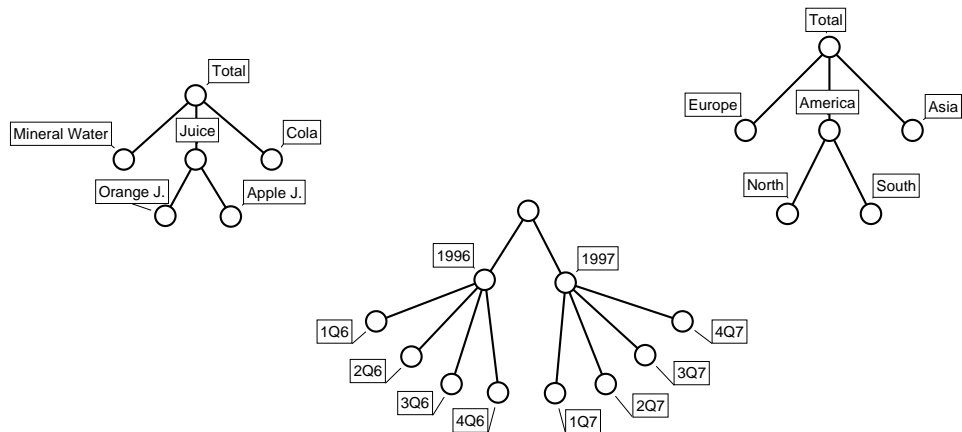 Total
Mineral Water
Juice
Cola
Orange J.
Apple J.
Total
Europe
America
Asia
North
South
1996
1997
1Q6
2Q6
3Q6
4Q6
1Q7
2Q7
3Q7
4Q7